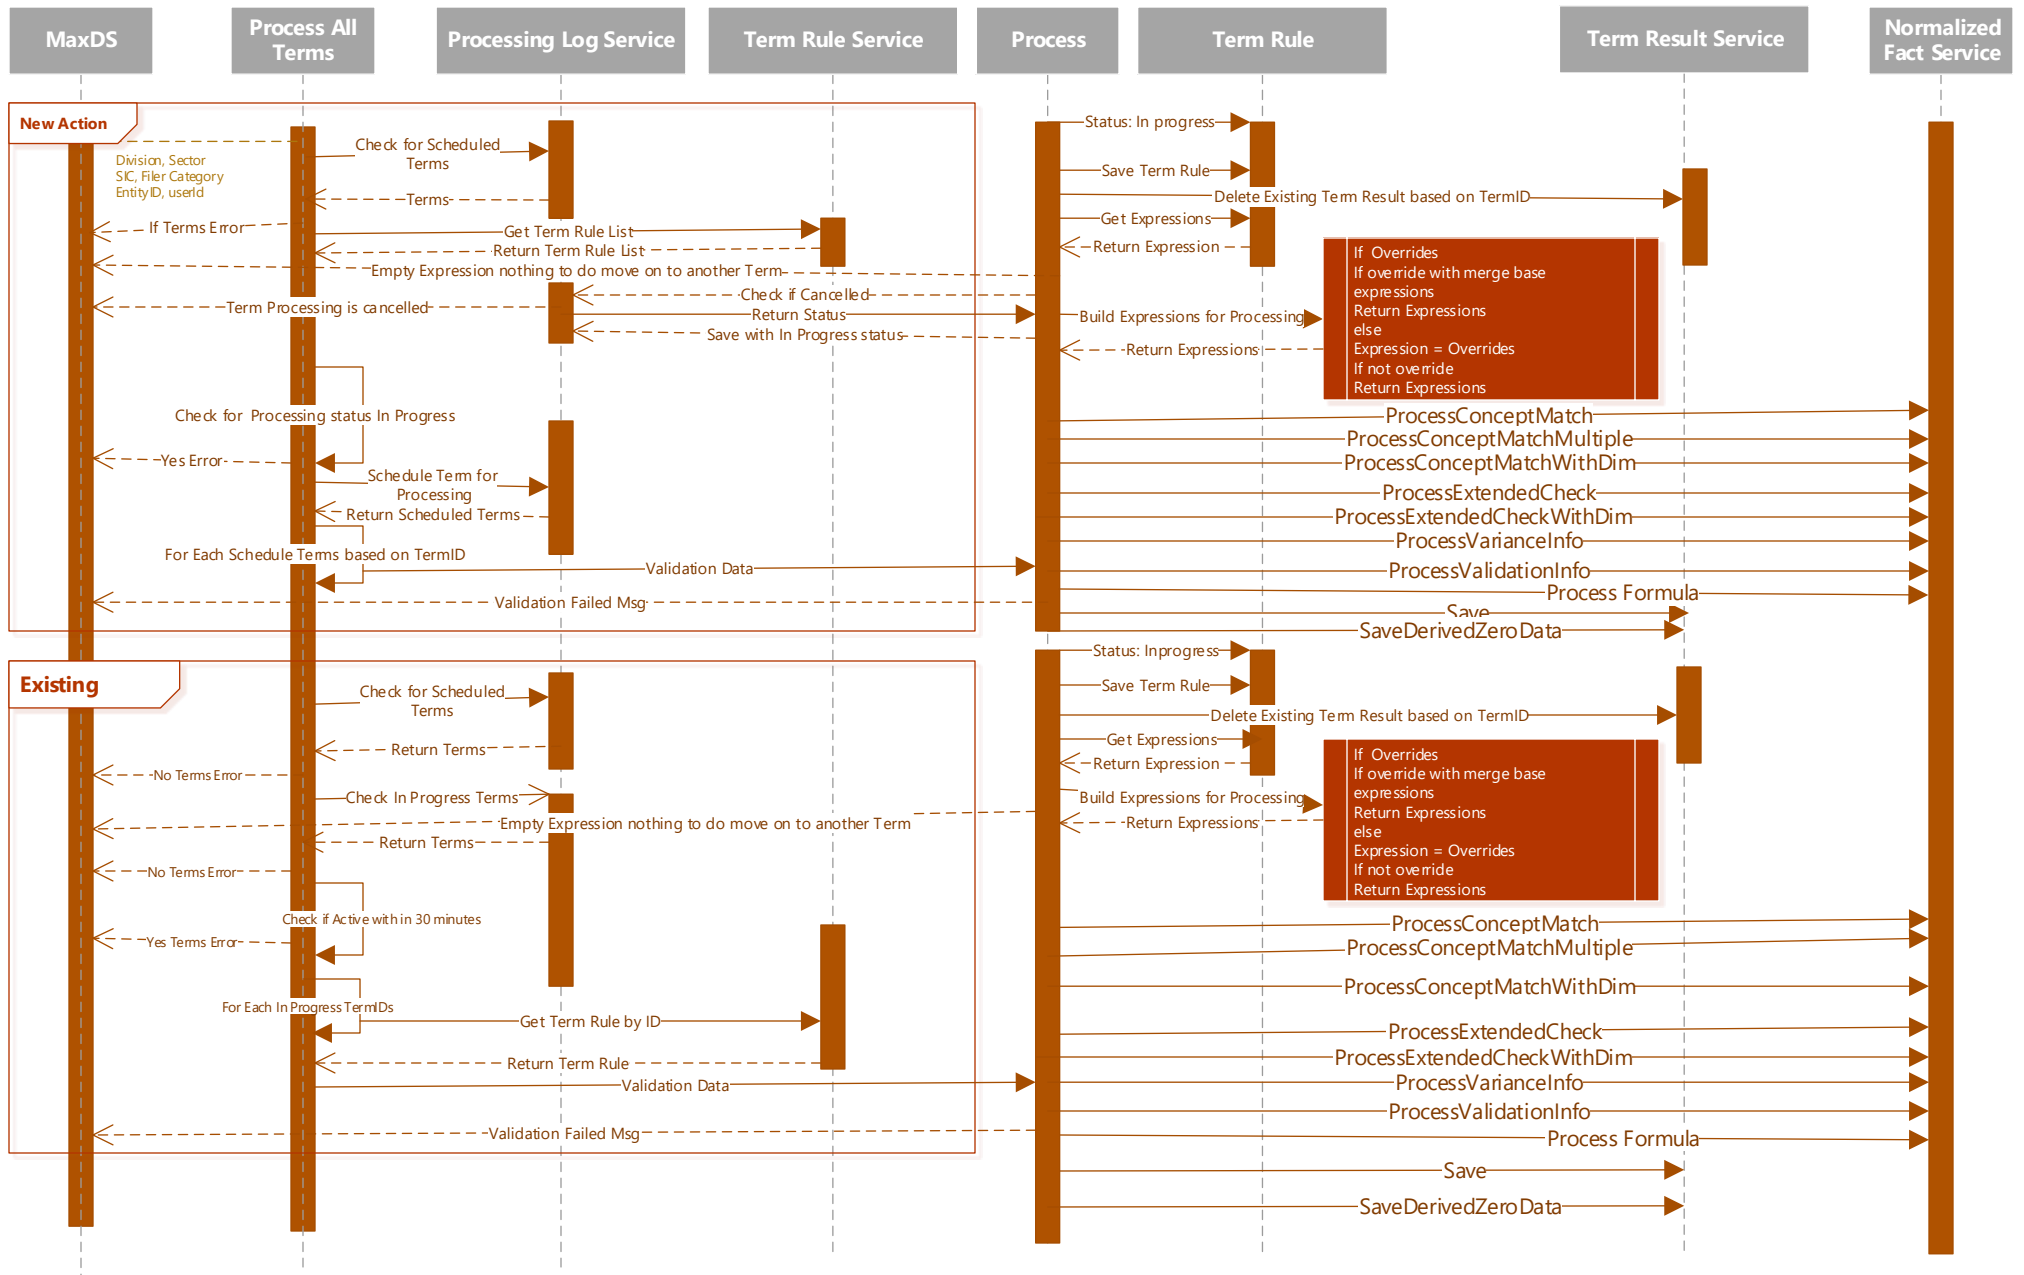 MaxDS
Process All
Terms
Processing Log Service
Term Rule Service
Process
Term Rule
Term Result Service
Normalized
Fact Service
New Action
Division, Sector
SIC, Filer Category
EntityID, userId
Check for Scheduled
Terms
Terms
If Terms Error
Get Term Rule List
Return Term Rule List
Empty Expression nothing to do move on to another Term
Check if Cancelled
Term Processing is cancelled
Return Status
Save with In Progress status
Check for Processing status In Progress
Yes Error
Schedule Term for
Processing
Return Scheduled Terms
For Each Schedule Terms based on TermID
Validation Data
Validation Failed Msg
Status: In progress
Save Term Rule
Delete Existing Term Result based on TermID
Get Expressions
Return Expression
Build Expressions for Processing
Return Expressions
If Overrides
If override with merge base
expressions
Return Expressions
else
Expression = Overrides
If not override
Return Expressions
ProcessConceptMatch
ProcessConceptMatchMultiple
ProcessConceptMatchWithDim
ProcessExtendedCheck
ProcessExtendedCheckWithDim
ProcessVarianceInfo
ProcessValidationInfo
Process Formula
Save
SaveDerivedZeroData
Existing
Check for Scheduled
Terms
Return Terms
No Terms Error
Check In Progress Terms
Empty Expression nothing to do move on to another Term
Return Terms
No Terms Error
Check if Active with in 30 minutes
Yes Terms Error
For Each In Progress TermIDs
Get Term Rule by ID
Return Term Rule
Validation Data
Validation Failed Msg
Status: Inprogress
Save Term Rule
Delete Existing Term Result based on TermID
Get Expressions
Return Expression
Build Expressions for Processing
Return Expressions
If Overrides
If override with merge base
expressions
Return Expressions
else
Expression = Overrides
If not override
Return Expressions
ProcessConceptMatch
ProcessConceptMatchMultiple
ProcessConceptMatchWithDim
ProcessExtendedCheck
ProcessExtendedCheckWithDim
ProcessVarianceInfo
ProcessValidationInfo
Process Formula
Save
SaveDerivedZeroData